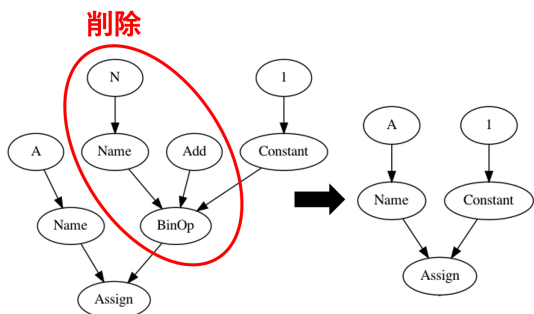 削除
N
1
A
Name
Add
Constant
Name
BinOp
Assign
A
1
Name
Constant
Assign